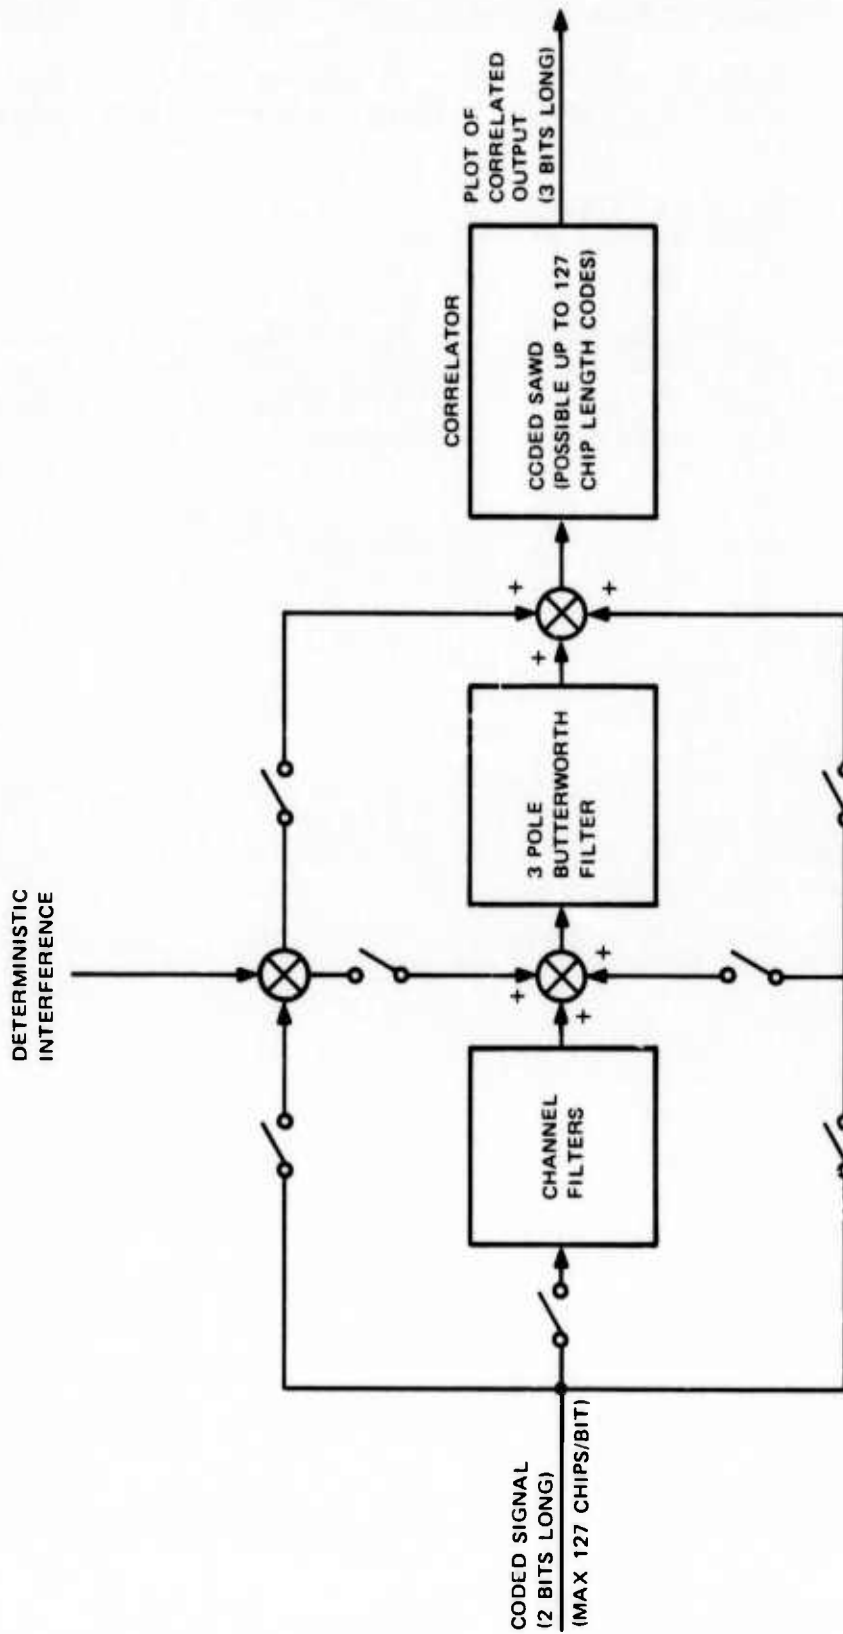 DETERMINISTIC
INTERFERENCE
CODED SIGNAL
(2 BITS LONG)
(MAX 127 CHIPS/BIT)
CHANNEL
FILTERS
+
+
+
3 POLE
BUTTERWORTH
FILTER
+
+
+
CORRELATOR
CCDED SAWD
(POSSIBLE UP TO 127
CHIP LENGTH CODES)
PLOT OF
CORRELATED
OUTPUT
(3 BITS LONG)